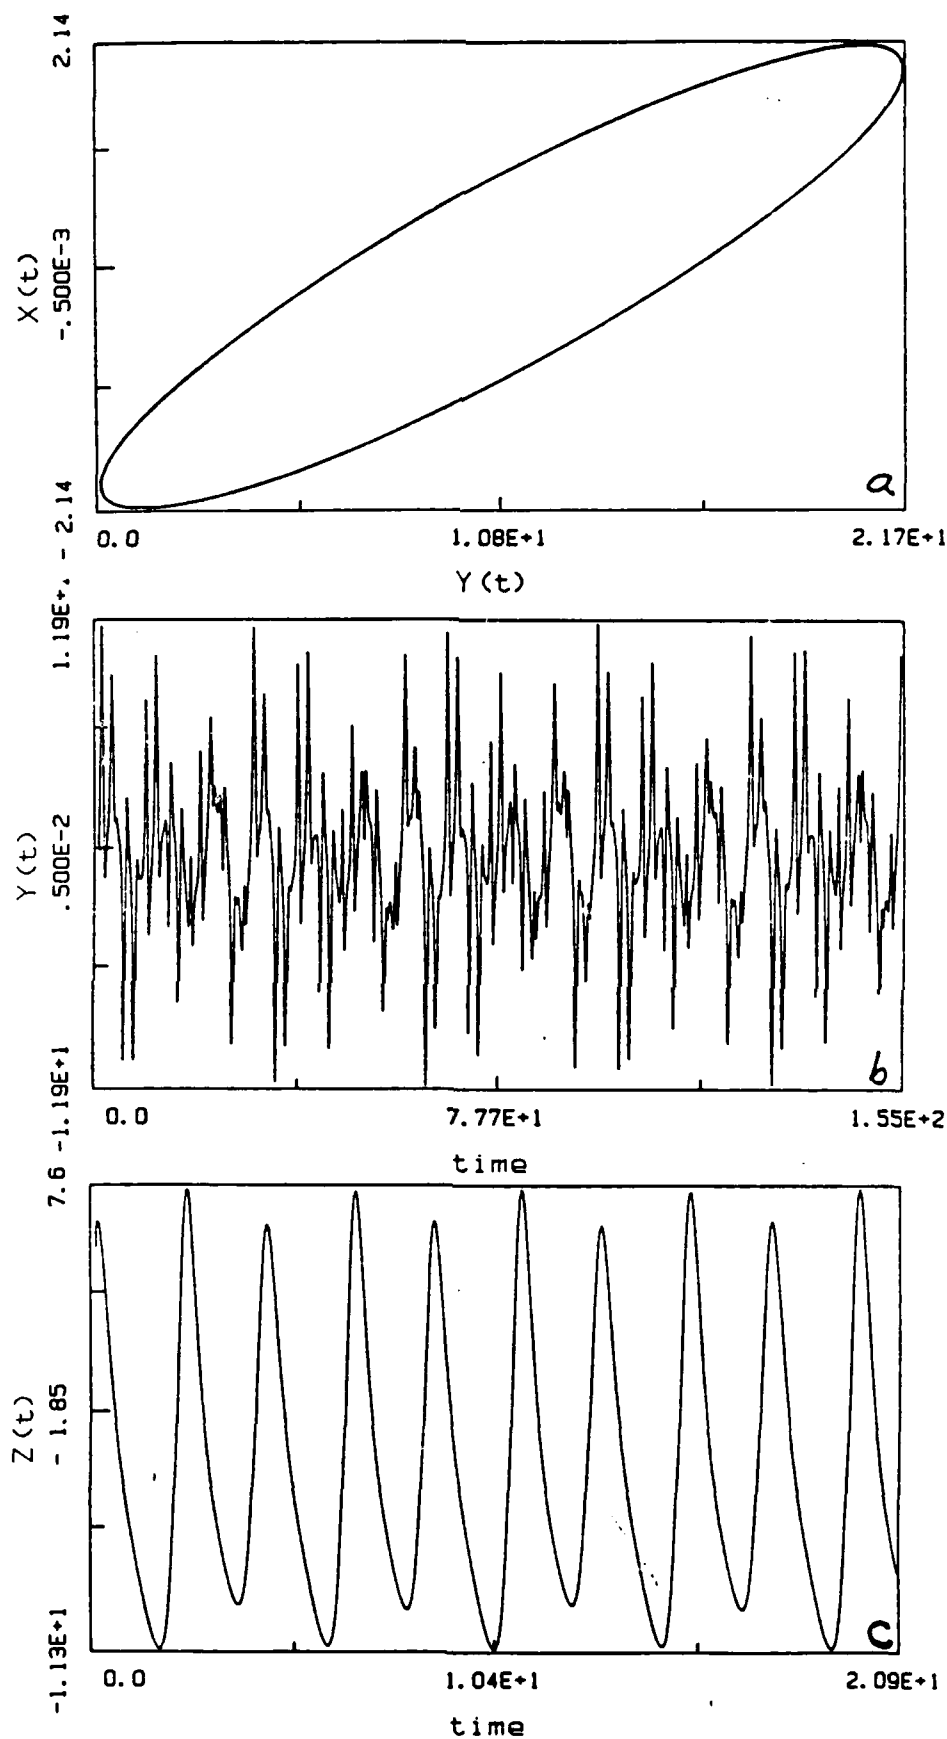 2.14
X(t)
-.500E-3
- 2.14
a
0.0 1.08E+1 2.17E+1
Y(t)
Y(t)
.500E-2
-1.19E+1
b
0.0 7.77E+1 1.55E+2
time
7.6
Z(t)
- 1.85
-1.13E+1
c
0.0 1.04E+1 2.09E+1
time